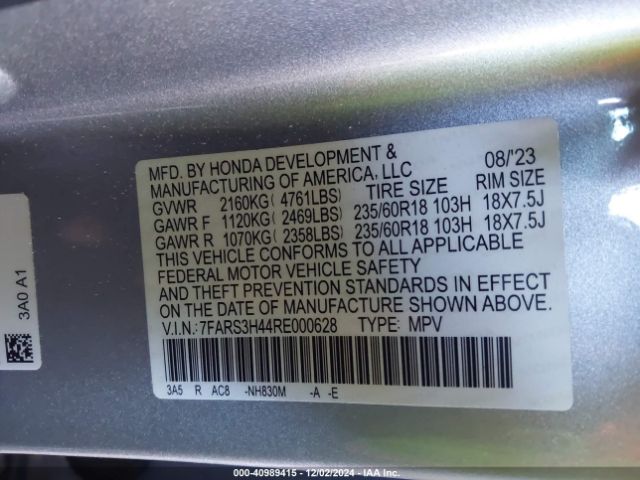 MFD. BY HONDA DEVELOPMENT & 08/'23
MANUFACTURING OF AMERICA, LLC
TIRE SIZE RIM SIZE
GVWR 2160KG( 4761LBS)
GAWR F 1120KG( 2469LBS) 235/60R18 103H 18X7.5J
GAWR R 1070KG( 2358LBS) 235/60R18 103H 18X7.5J
THIS VEHICLE CONFORMS TO ALL APPLICABLE
FEDERAL MOTOR VEHICLE SAFETY
AND THEFT PREVENTION STANDARDS IN EFFECT
ON THE DATE OF MANUFACTURE SHOWN ABOVE.
V.I.N.:7FARS3H44RE000628 TYPE: MPV
3A5 R AC8 -NH830M -A -E
3A0 A1
000-40989415 - 12/02/2024 - IAA Inc.